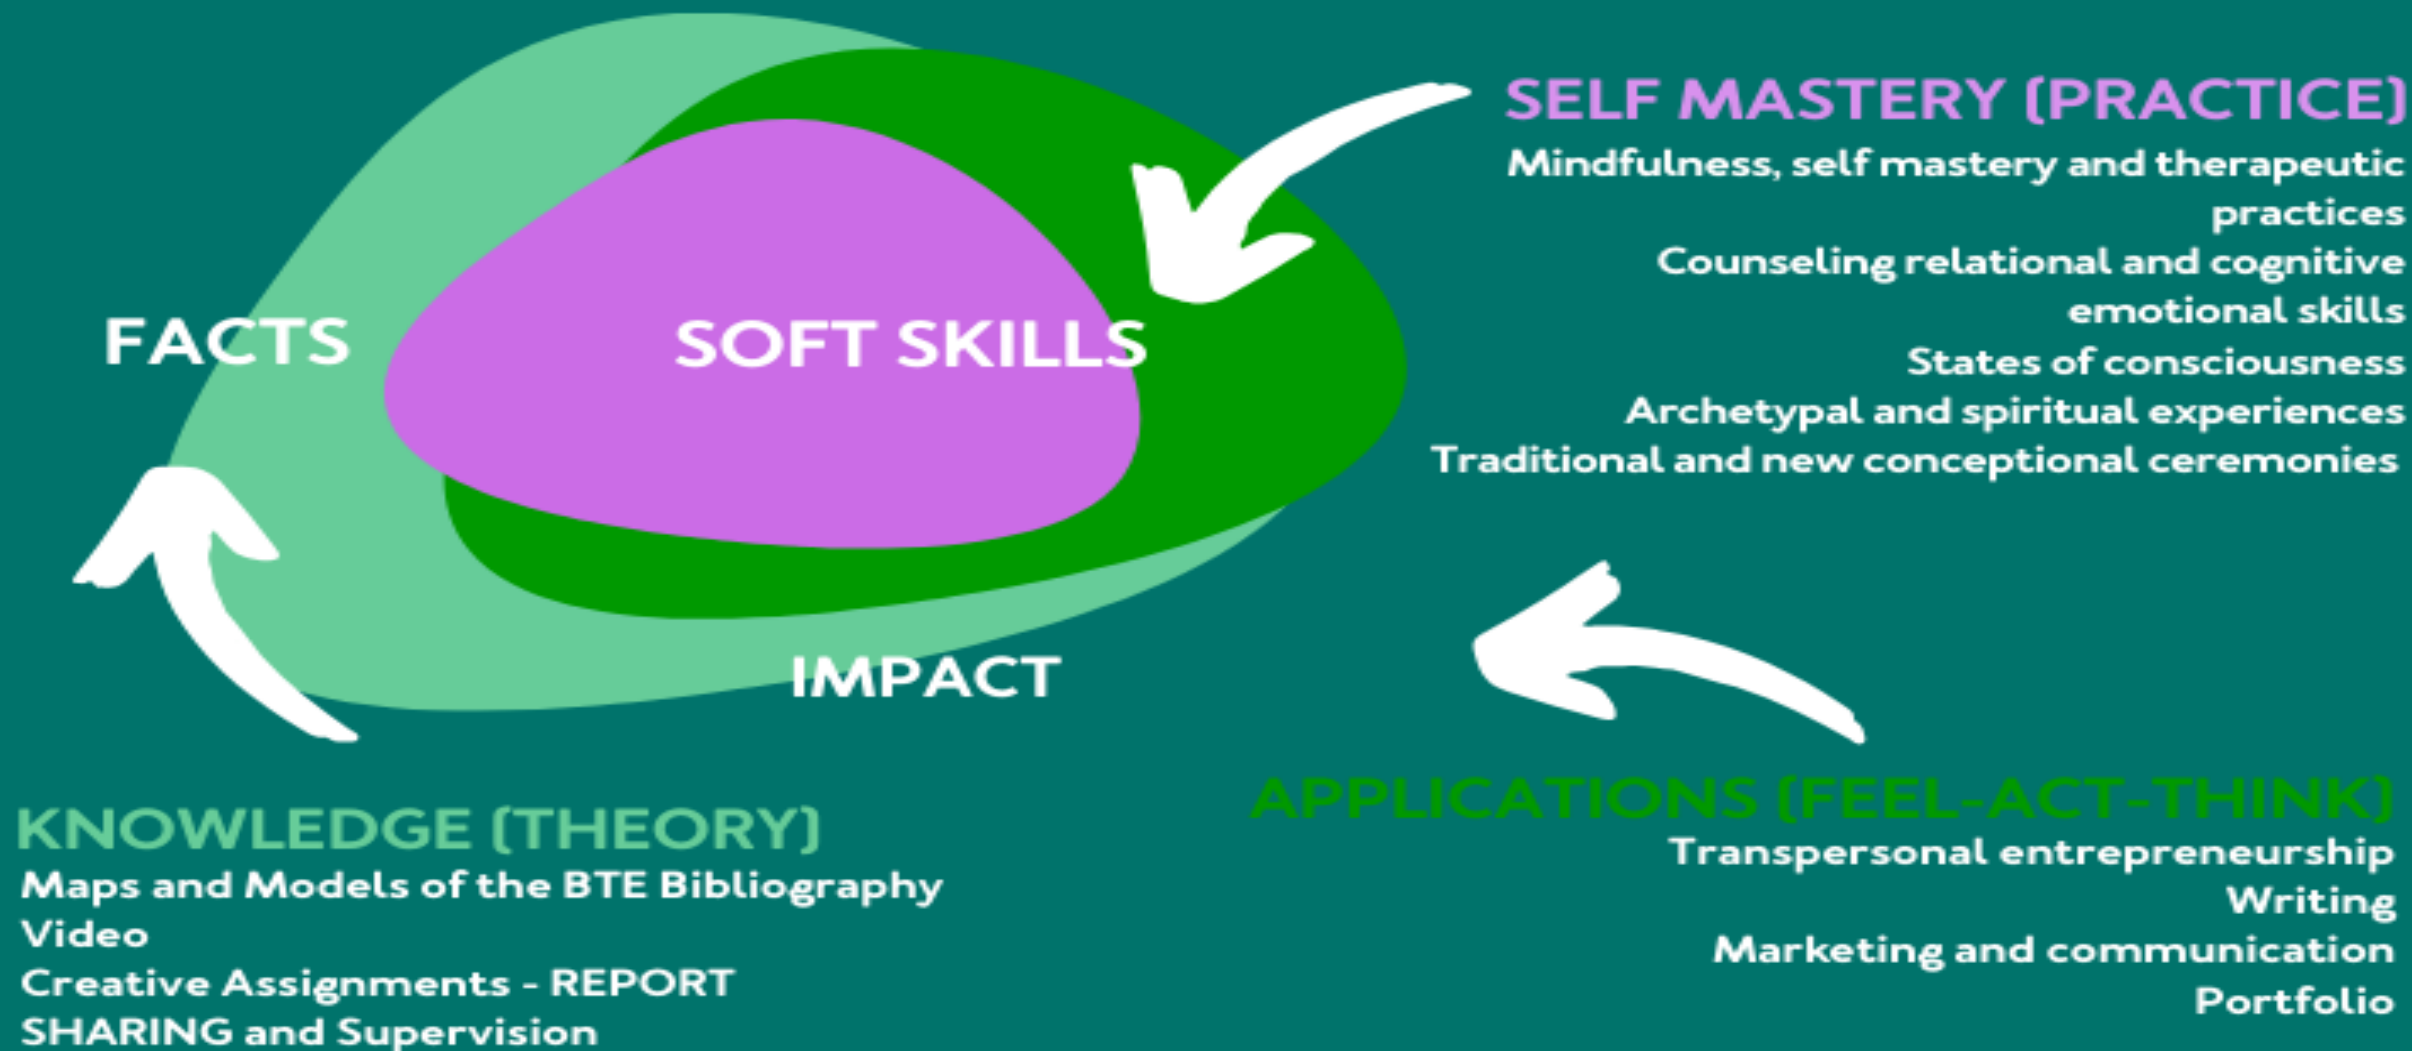 SELF MASTERY (PRACTICE)
Mindfulness, self mastery and therapeutic
practices
Counseling relational and cognitive
emotional skills
States of consciousness
Archetypal and spiritual experiences
Traditional and new conceptional ceremonies
FACTS
SOFT SKILLS
IMPACT
KNOWLEDGE (THEORY)
Maps and Models of the BTE Bibliography
Video
Creative Assignments - REPORT
SHARING and Supervision
APPLICATIONS (FEEL-ACT-THINK)
Transpersonal entrepreneurship
Writing
Marketing and communication
Portfolio